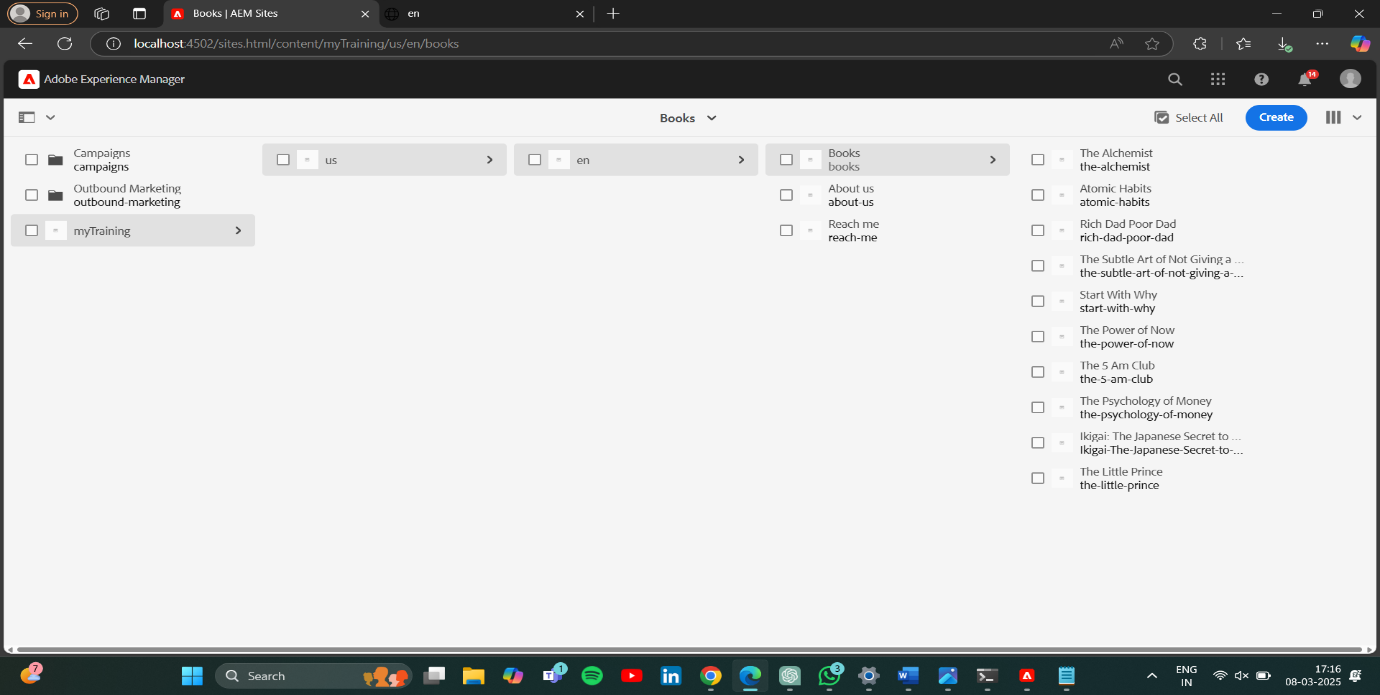 Sign in
Books | AEM Sites
en
localhost:4502/sites.html/content/myTraining/us/en/books
Adobe Experience Manager
14
Books
Select All
Create
Campaigns
campaigns
Outbound Marketing
outbound-marketing
myTraining
us
en
Books
books
About us
about-us
Reach me
reach-me
The Alchemist
the-alchemist
Atomic Habits
atomic-habits
Rich Dad Poor Dad
rich-dad-poor-dad
The Subtle Art of Not Giving a ...
the-subtle-art-of-not-giving-a-...
Start With Why
start-with-why
The Power of Now
the-power-of-now
The 5 Am Club
the-5-am-club
The Psychology of Money
the-psychology-of-money
Ikigai: The Japanese Secret to ...
Ikigai-The-Japanese-Secret-to-...
The Little Prince
the-little-prince
7
Search
1
3
ENG
IN
17:16
08-03-2025